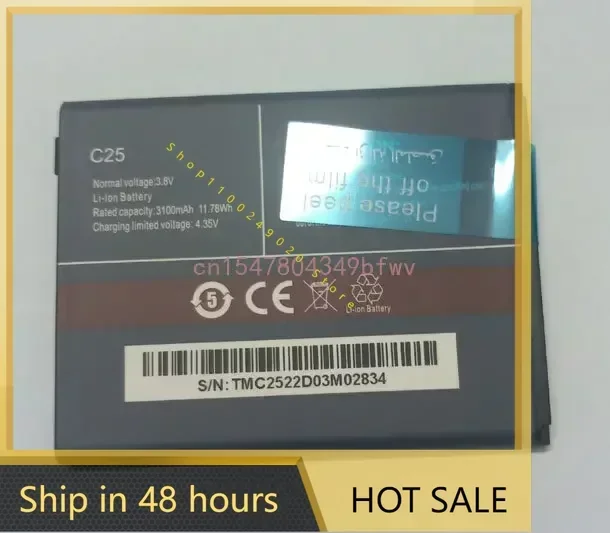 C25
Normal voltage:3.8V
Li-ion Battery
Rated capacity:3100mAh 11.78Wh
Charging limited voltage: 4.35V
Please peel
off the film
Shop1100249020 Store
cn1547804349bfwv
5
CE
Li-ion Battery
S/N: TMC2522D03M02834
Ship in 48 hours
HOT SALE